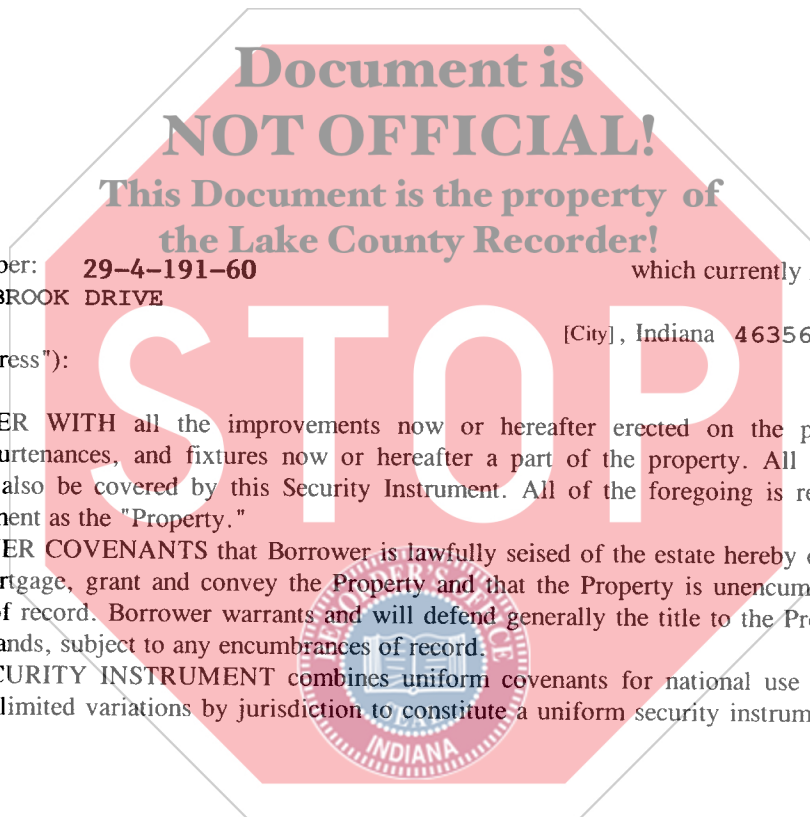 Document is
NOT OFFICIAL!
This Document is the property of
the Lake County Recorder!
ber: 29-4-191-60 which currently
BROOK DRIVE
[City], Indiana 46356
ress"):
STOP
ER WITH all the improvements now or hereafter erected on the p
urtenances, and fixtures now or hereafter a part of the property. All
also be covered by this Security Instrument. All of the foregoing is re
nent as the "Property."
ER COVENANTS that Borrower is lawfully seised of the estate hereby
rtgage, grant and convey the Property and that the Property is unencum
of record. Borrower warrants and will defend generally the title to the Pro
ands, subject to any encumbrances of record.
CURITY INSTRUMENT combines uniform covenants for national use
limited variations by jurisdiction to constitute a uniform security instrum
RECORDER'S OFFICE
SEAL
INDIANA